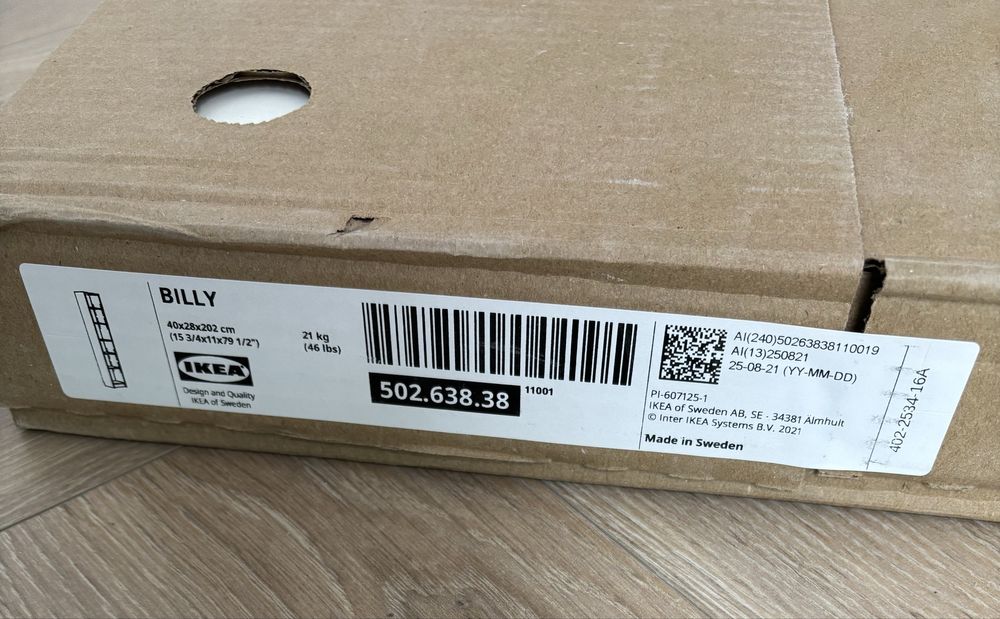 BILLY
40x28x202 cm
(15 3/4x11x79 1/2")
21 kg
(46 lbs)
IKEA
Design and Quality
IKEA of Sweden
502.638.38
11001
AI(240)50263838110019
AI(13)250821
25-08-21 (YY-MM-DD)
PI-607125-1
IKEA of Sweden AB, SE - 34381 Älmhult
© Inter IKEA Systems B.V. 2021
Made in Sweden
402-2534-16A